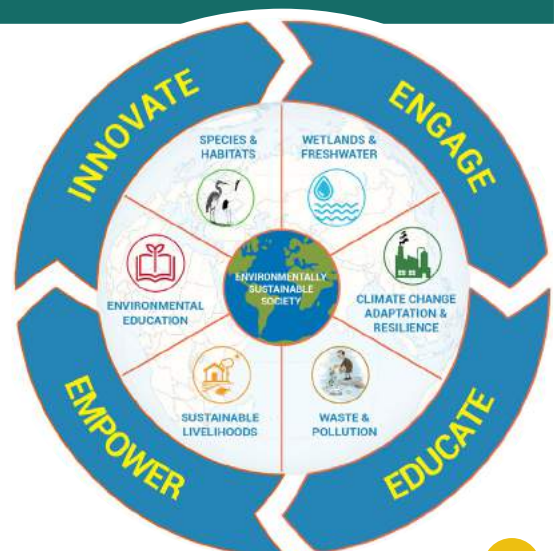 INNOVATE
ENGAGE
EDUCATE
EMPOWER
SPECIES &
HABITATS
WETLANDS &
FRESHWATER
CLIMATE CHANGE
ADAPTATION &
RESILIENCE
WASTE &
POLLUTION
SUSTAINABLE
LIVELIHOODS
ENVIRONMENTAL
EDUCATION
ENVIRONMENTALLY
SUSTAINABLE
SOCIETY